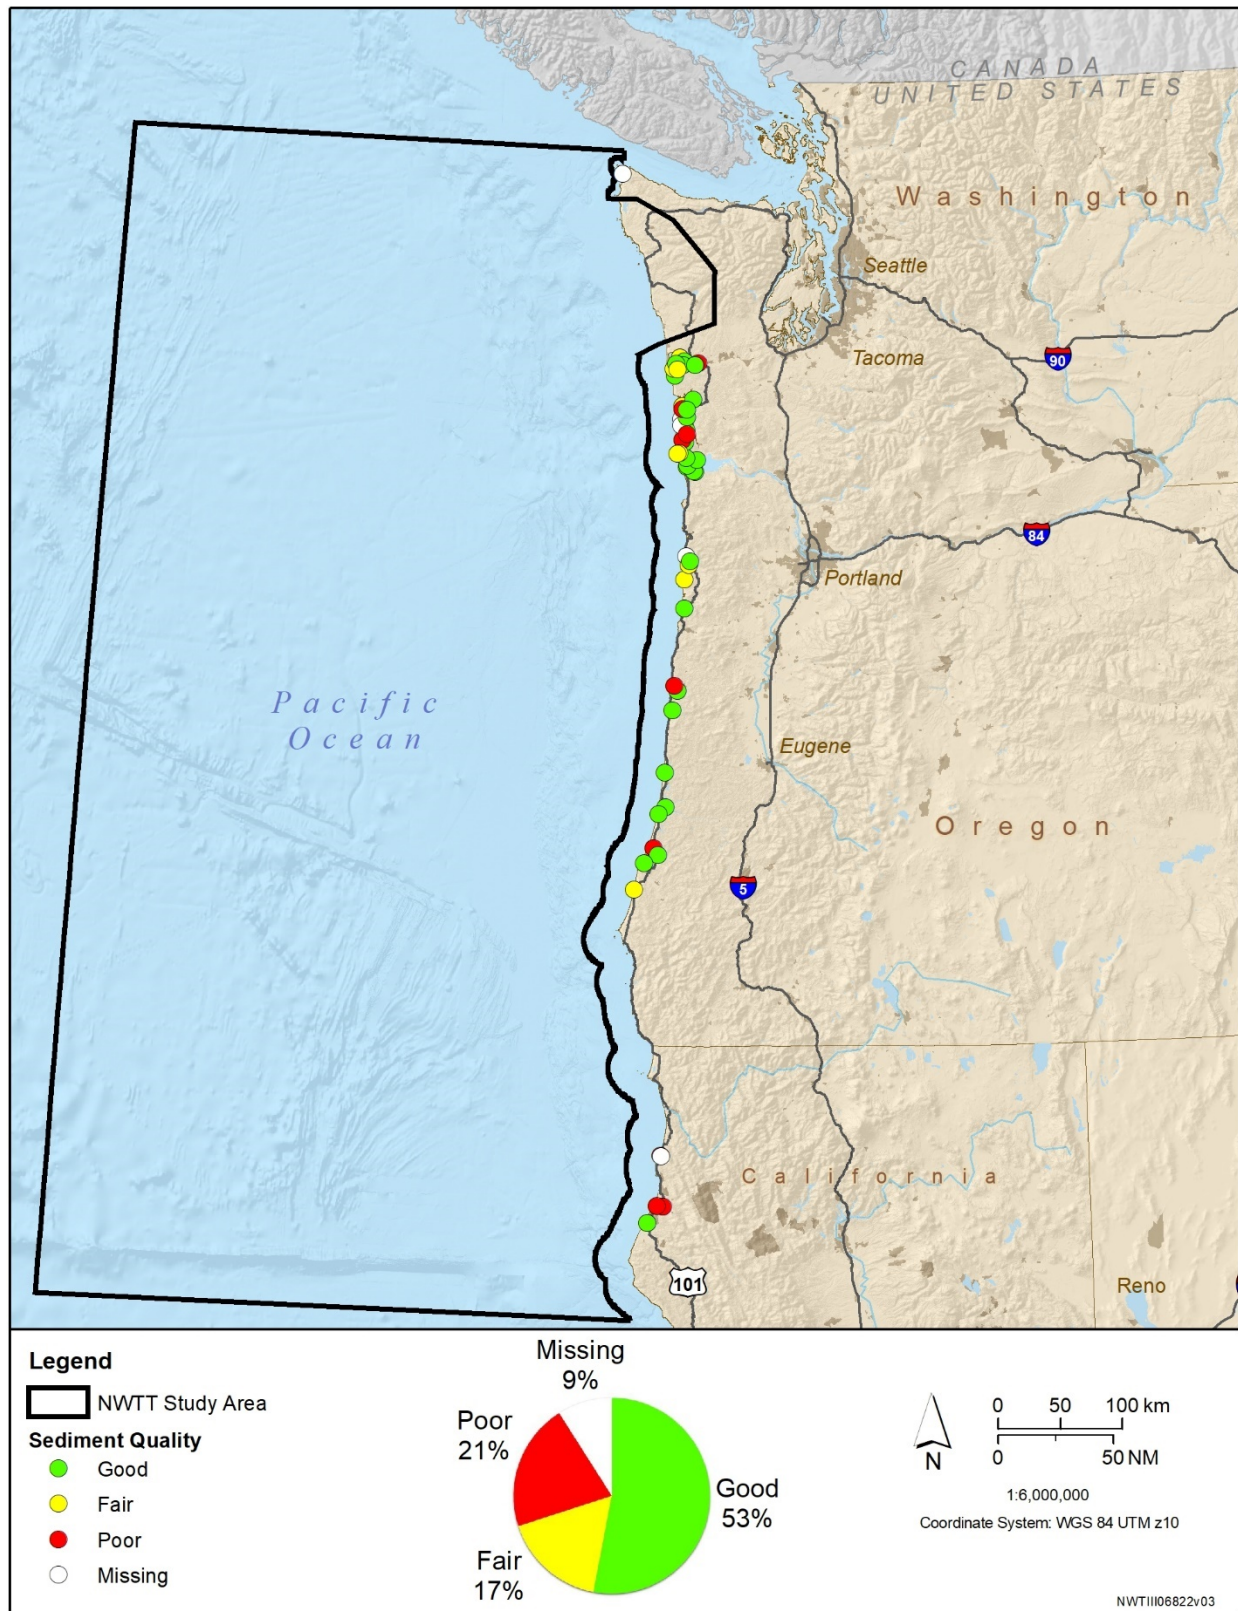 CANADA
UNITED STATES
Washington
Seattle
Tacoma
90
84
Portland
Pacific
Ocean
Eugene
Oregon
5
California
101
Reno
Legend
NWTT Study Area
Sediment Quality
Good
Fair
Poor
Missing
Missing
9%
Poor
21%
Good
53%
Fair
17%
N
0 50 100 km
0 50 NM
1:6,000,000
Coordinate System: WGS 84 UTM z10
NWTIII06822v03